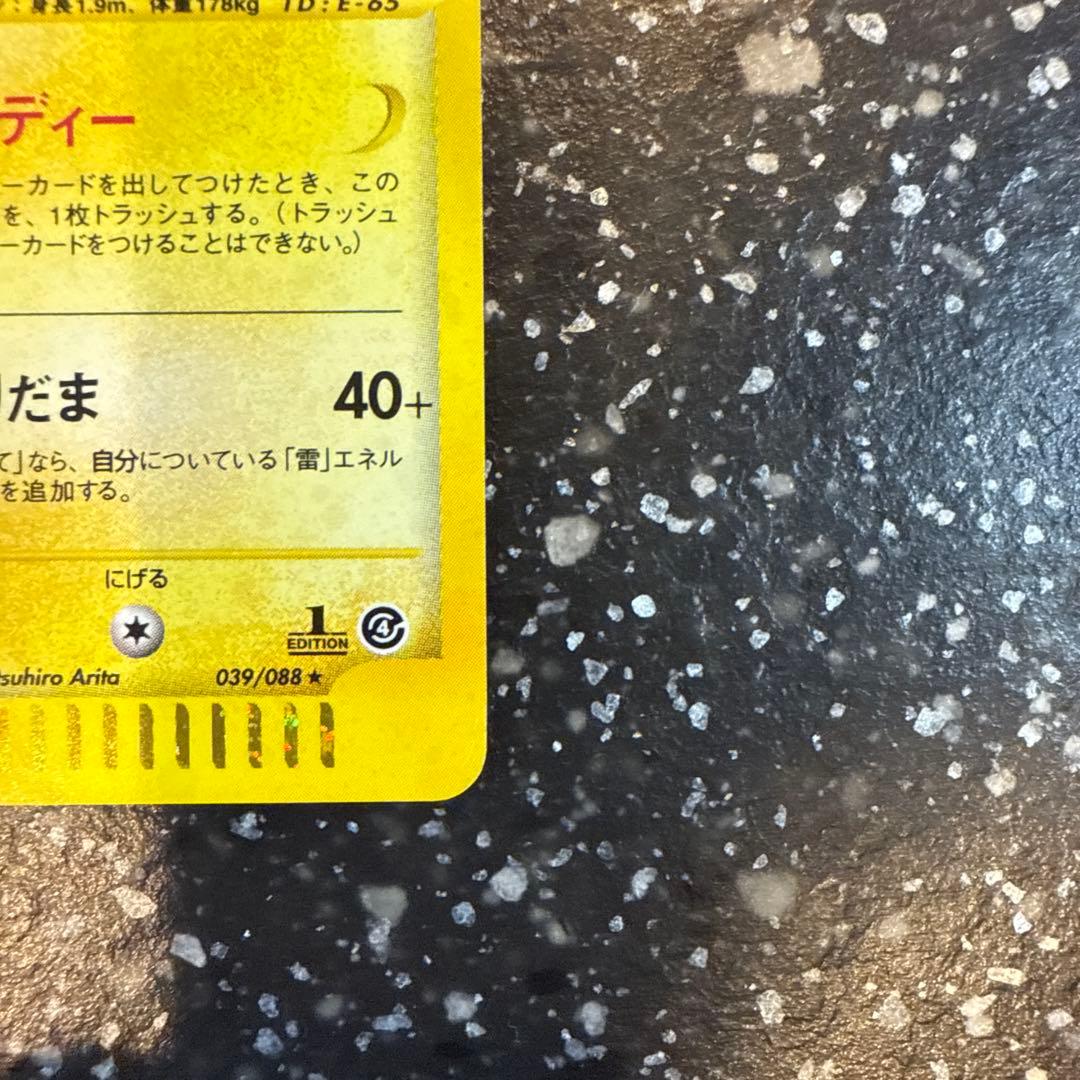 身長1.9m、体重178kg ID:E-65
ディー
ーカードを出してつけたとき、この
を、1枚トラッシュする。(トラッシュ
ーカードをつけることはできない。)
だま
40+
て」なら、自分についている「雷」エネル
を追加する。
にげる
1
EDITION
4
tsuhiro Arita
039/088★